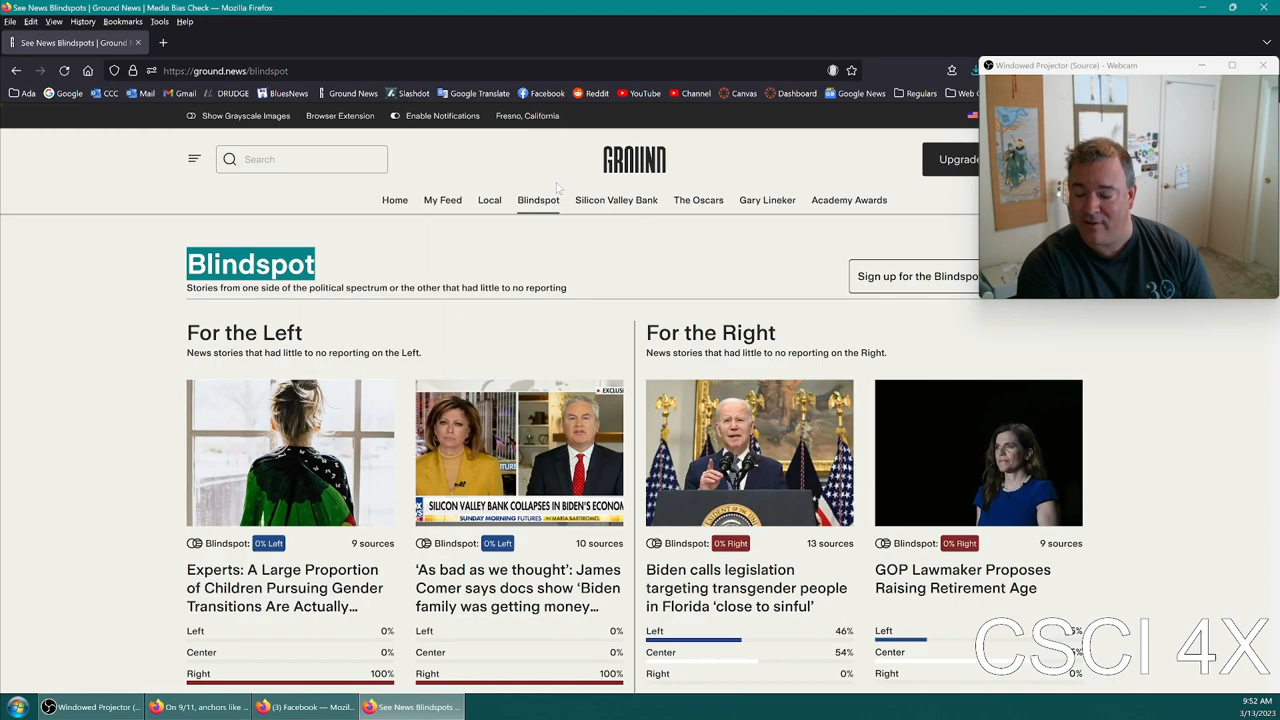 See News Blindspots | Ground News | Media Bias Check — Mozilla Firefox
File Edit View History Bookmarks Tools Help
See News Blindspots | Ground
https://ground.news/blindspot
Windowed Projector (Source) - Webcam
Ada Google CCC Mail Gmail DRUDGE BluesNews Ground News Slashdot Google Translate Facebook Reddit YouTube Channel Canvas Dashboard Google News Regulars Web C
Show Grayscale Images Browser Extension Enable Notifications Fresno, California
Search
GROUND
Upgrade
Home My Feed Local Blindspot Silicon Valley Bank The Oscars Gary Lineker Academy Awards
Blindspot
Stories from one side of the political spectrum or the other that had little to no reporting
Sign up for the Blindspo
For the Left
News stories that had little to no reporting on the Left.
For the Right
News stories that had little to no reporting on the Right.
EXCLUSI
SILICON VALLEY BANK COLLAPSES IN BIDEN'S ECONO
SUNDAY MORNING FUTURES
Blindspot: 0% Left 9 sources
Experts: A Large Proportion
of Children Pursuing Gender
Transitions Are Actually...
Left 0%
Center 0%
Right 100%
Blindspot: 0% Left 10 sources
‘As bad as we thought’: James
Comer says docs show ‘Biden
family was getting money...
Left 0%
Center 0%
Right 100%
Blindspot: 0% Right 13 sources
Biden calls legislation
targeting transgender people
in Florida ‘close to sinful’
Left 46%
Center 54%
Right 0%
Blindspot: 0% Right 9 sources
GOP Lawmaker Proposes
Raising Retirement Age
Left
Center
Right 0%
CSCI 4X
Windowed Projector (...
On 9/11, anchors like ...
(3) Facebook — Mozil...
See News Blindspots ...
9:52 AM
3/13/2023